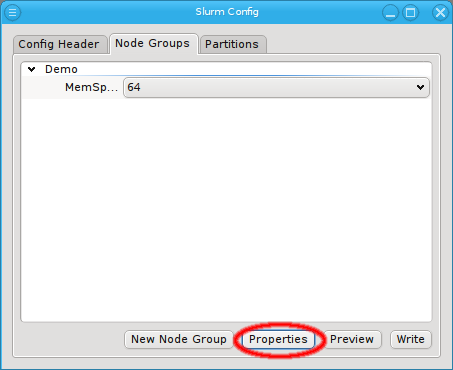 Slurm Config
Config Header Node Groups Partitions
Demo
MemSp... 64
New Node Group Properties Preview Write